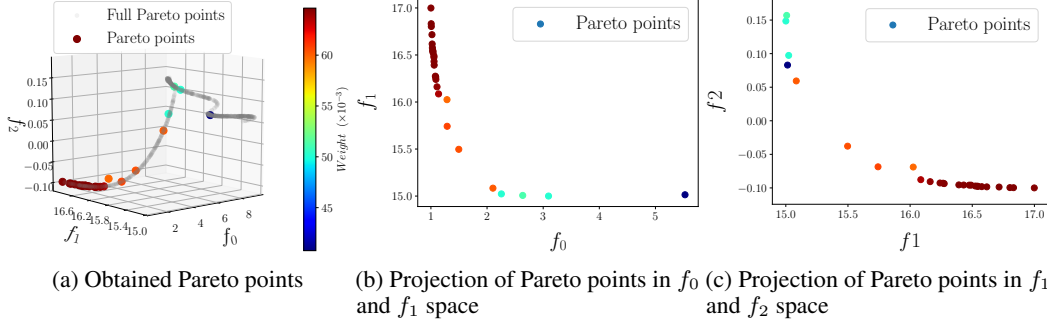 Full Pareto points
Pareto points
0.15
0.10
0.05
0.00
−0.05
−0.10
f2
16.6
16.2
15.8
15.4
15.0
f1
2
4
6
8
f0
60
55
50
45
Weight (×10⁻³)
(a) Obtained Pareto points
Pareto points
17.0
16.5
16.0
15.5
15.0
f1
1
2
3
4
5
f0
(b) Projection of Pareto points in f0
and f1 space
Pareto points
0.15
0.10
0.05
0.00
−0.05
−0.10
f2
15.0
15.5
16.0
16.5
17.0
f1
(c) Projection of Pareto points in f1
and f2 space